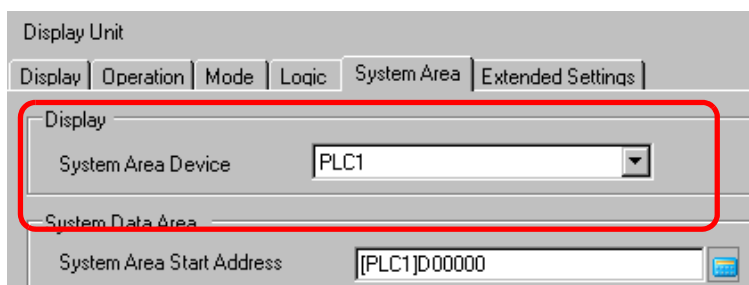 Display Unit
Display Operation Mode Logic System Area Extended Settings
Display
System Area Device PLC1
System Data Area
System Area Start Address [PLC1]D00000